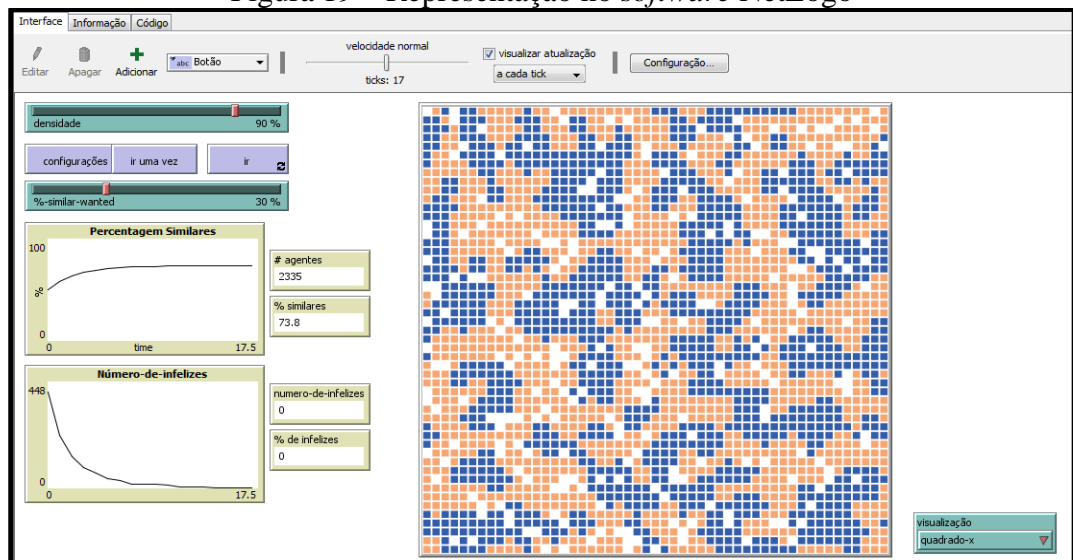 Figura 19 – Representação no software NetLogo
Interface Informação Código
Editar Apagar Adicionar abc Botão velocidade normal ticks: 17 visualizar atualização a cada tick Configuração...
densidade 90 %
configurações ir uma vez ir
%-similar-wanted 30 %
Percentagem Similares
100
%
0
0 time 17.5
# agentes
2335
% similares
73.8
Número-de-infelizes
448
0
0 17.5
numero-de-infelizes
0
% de infelizes
0
visualização
quadrado-x